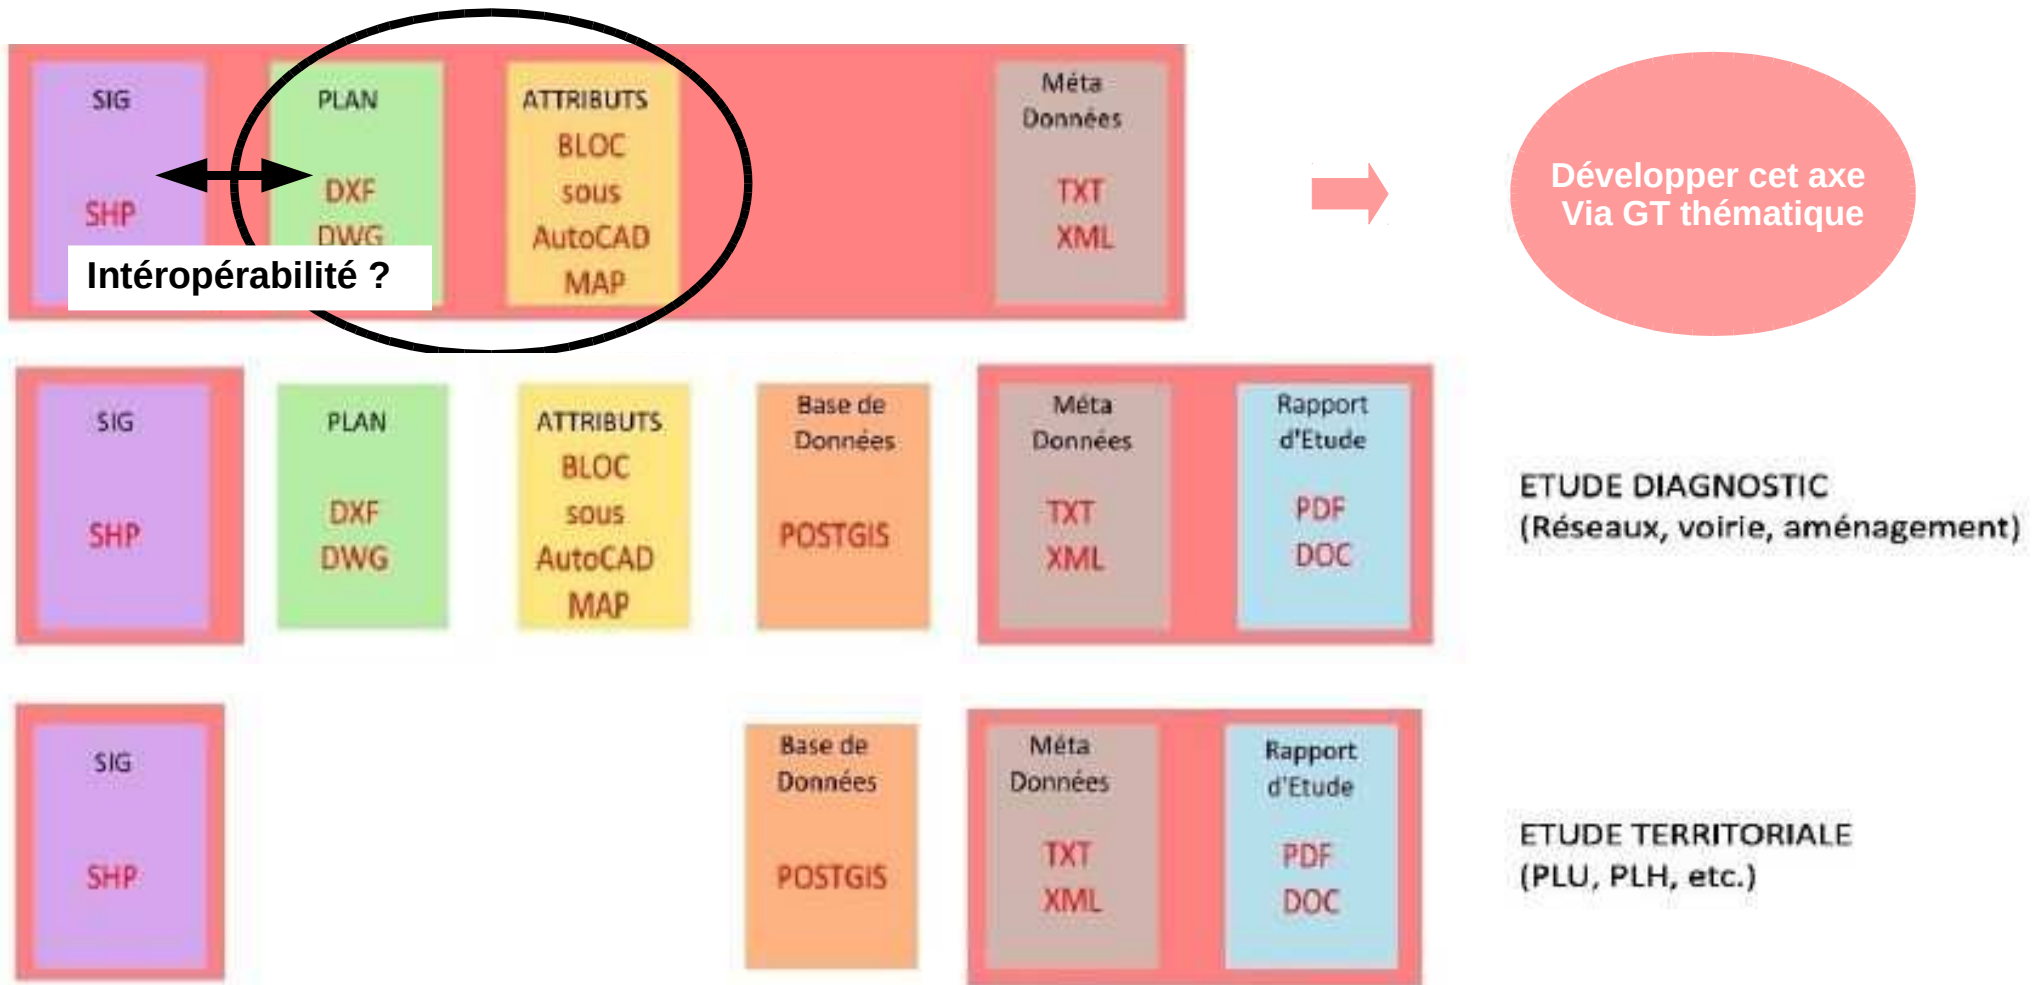 SIG
SHP
PLAN
DXF
DWG
ATTRIBUTS
BLOC
sous
AutoCAD
MAP
Méta
Données
TXT
XML
Intéropérabilité ?
Développer cet axe
Via GT thématique
SIG
SHP
PLAN
DXF
DWG
ATTRIBUTS
BLOC
sous
AutoCAD
MAP
Base de
Données
POSTGIS
Méta
Données
TXT
XML
Rapport
d'Etude
PDF
DOC
ETUDE DIAGNOSTIC
(Réseaux, voirie, aménagement)
SIG
SHP
Base de
Données
POSTGIS
Méta
Données
TXT
XML
Rapport
d'Etude
PDF
DOC
ETUDE TERRITORIALE
(PLU, PLH, etc.)